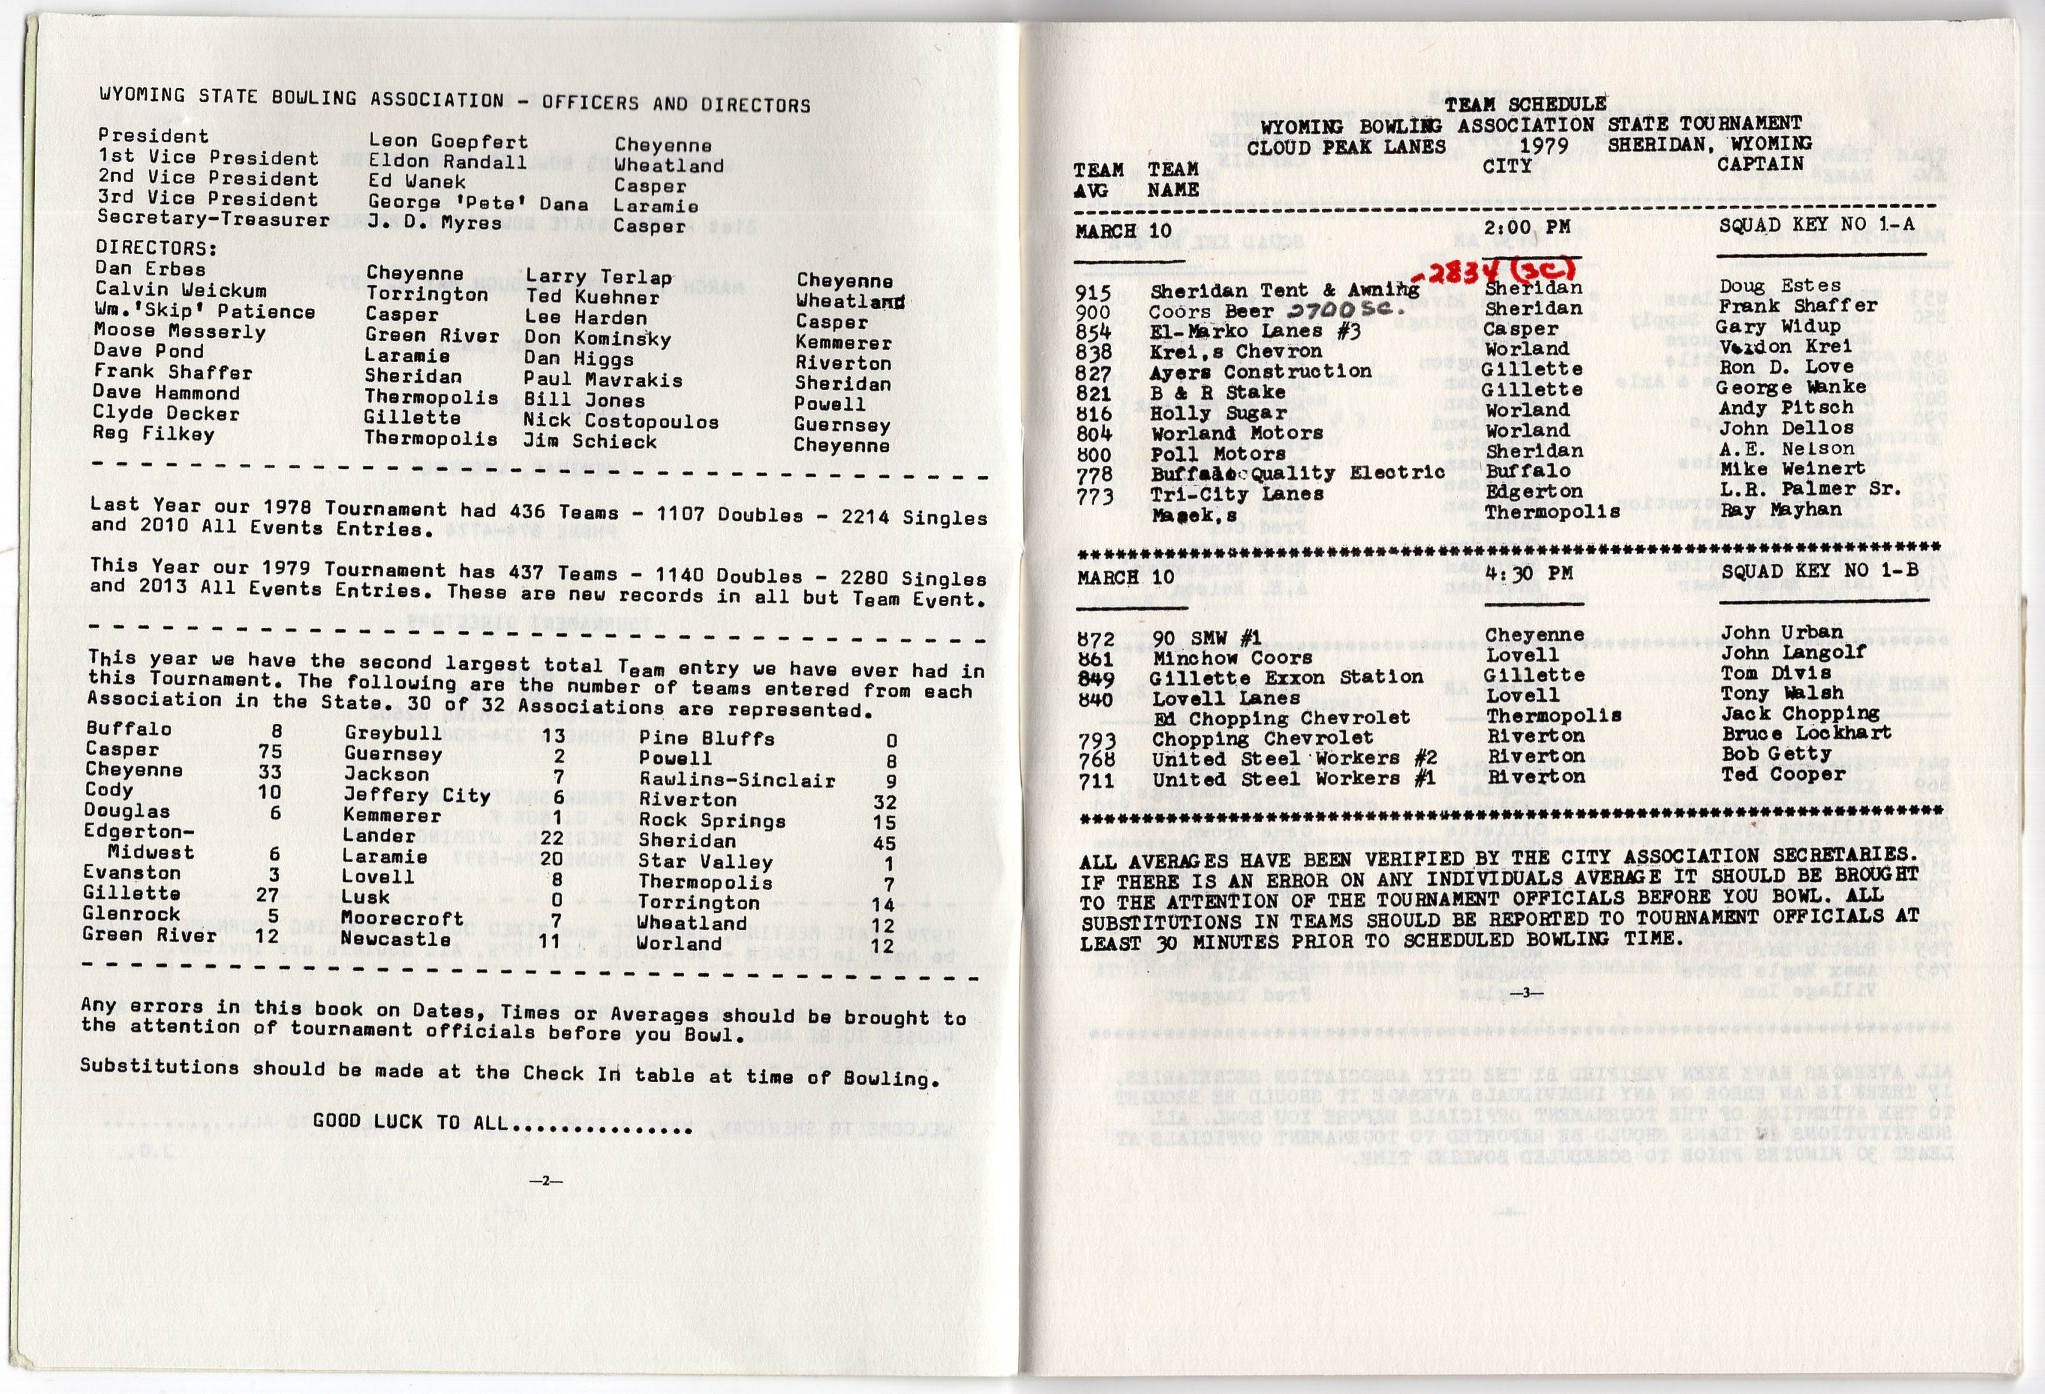 WYOMING STATE BOWLING ASSOCIATION - OFFICERS AND DIRECTORS
President Leon Goepfert Cheyenne
1st Vice President Eldon Randall Wheatland
2nd Vice President Ed Wanek Casper
3rd Vice President George 'Pete' Dana Laramie
Secretary-Treasurer J. D. Myres Casper
DIRECTORS:
Dan Erbes Cheyenne Larry Terlap Cheyenne
Calvin Weickum Torrington Ted Kuehner Wheatland
Wm.'Skip' Patience Casper Lee Harden Casper
Moose Messerly Green River Don Kominsky Kemmerer
Dave Pond Laramie Dan Higgs Riverton
Frank Shaffer Sheridan Paul Mavrakis Sheridan
Dave Hammond Thermopolis Bill Jones Powell
Clyde Decker Gillette Nick Costopoulos Guernsey
Reg Filkey Thermopolis Jim Schieck Cheyenne
Last Year our 1978 Tournament had 436 Teams - 1107 Doubles - 2214 Singles
and 2010 All Events Entries.
This Year our 1979 Tournament has 437 Teams - 1140 Doubles - 2280 Singles
and 2013 All Events Entries. These are new records in all but Team Event.
This year we have the second largest total Team entry we have ever had in
this Tournament. The following are the number of teams entered from each
Association in the State. 30 of 32 Associations are represented.
Buffalo 8 Greybull 13 Pine Bluffs 0
Casper 75 Guernsey 2 Powell 8
Cheyenne 33 Jackson 7 Rawlins-Sinclair 9
Cody 10 Jeffery City 6 Riverton 32
Douglas 6 Kemmerer 1 Rock Springs 15
Edgerton- Lander 22 Sheridan 45
Midwest 6 Laramie 20 Star Valley 1
Evanston 3 Lovell 8 Thermopolis 7
Gillette 27 Lusk 0 Torrington 14
Glenrock 5 Moorecroft 7 Wheatland 12
Green River 12 Newcastle 11 Worland 12
Any errors in this book on Dates, Times or Averages should be brought to
the attention of tournament officials before you Bowl.
Substitutions should be made at the Check In table at time of Bowling.
GOOD LUCK TO ALL...............
—2—
TEAM SCHEDULE
WYOMING BOWLING ASSOCIATION STATE TOURNAMENT
CLOUD PEAK LANES 1979 SHERIDAN, WYOMING
TEAM TEAM CITY CAPTAIN
AVG NAME
MARCH 10 2:00 PM SQUAD KEY NO 1-A
-2834 (SC)
915 Sheridan Tent & Awning Sheridan Doug Estes
900 Coors Beer 2700 SC. Sheridan Frank Shaffer
854 El-Marko Lanes #3 Casper Gary Widup
838 Krei,s Chevron Worland Verdon Krei
827 Ayers Construction Gillette Ron D. Love
821 B & R Stake Gillette George Wanke
816 Holly Sugar Worland Andy Pitsch
804 Worland Motors Worland John Dellos
800 Poll Motors Sheridan A.E. Nelson
778 Buffalo Quality Electric Buffalo Mike Weinert
773 Tri-City Lanes Edgerton L.R. Palmer Sr.
Masek,s Thermopolis Ray Mayhan
MARCH 10 4:30 PM SQUAD KEY NO 1-B
872 90 SMW #1 Cheyenne John Urban
861 Minchow Coors Lovell John Langolf
849 Gillette Exxon Station Gillette Tom Divis
840 Lovell Lanes Lovell Tony Walsh
Ed Chopping Chevrolet Thermopolis Jack Chopping
793 Chopping Chevrolet Riverton Bruce Lockhart
768 United Steel Workers #2 Riverton Bob Getty
711 United Steel Workers #1 Riverton Ted Cooper
ALL AVERAGES HAVE BEEN VERIFIED BY THE CITY ASSOCIATION SECRETARIES.
IF THERE IS AN ERROR ON ANY INDIVIDUALS AVERAGE IT SHOULD BE BROUGHT
TO THE ATTENTION OF THE TOURNAMENT OFFICIALS BEFORE YOU BOWL. ALL
SUBSTITUTIONS IN TEAMS SHOULD BE REPORTED TO TOURNAMENT OFFICIALS AT
LEAST 30 MINUTES PRIOR TO SCHEDULED BOWLING TIME.
—3—